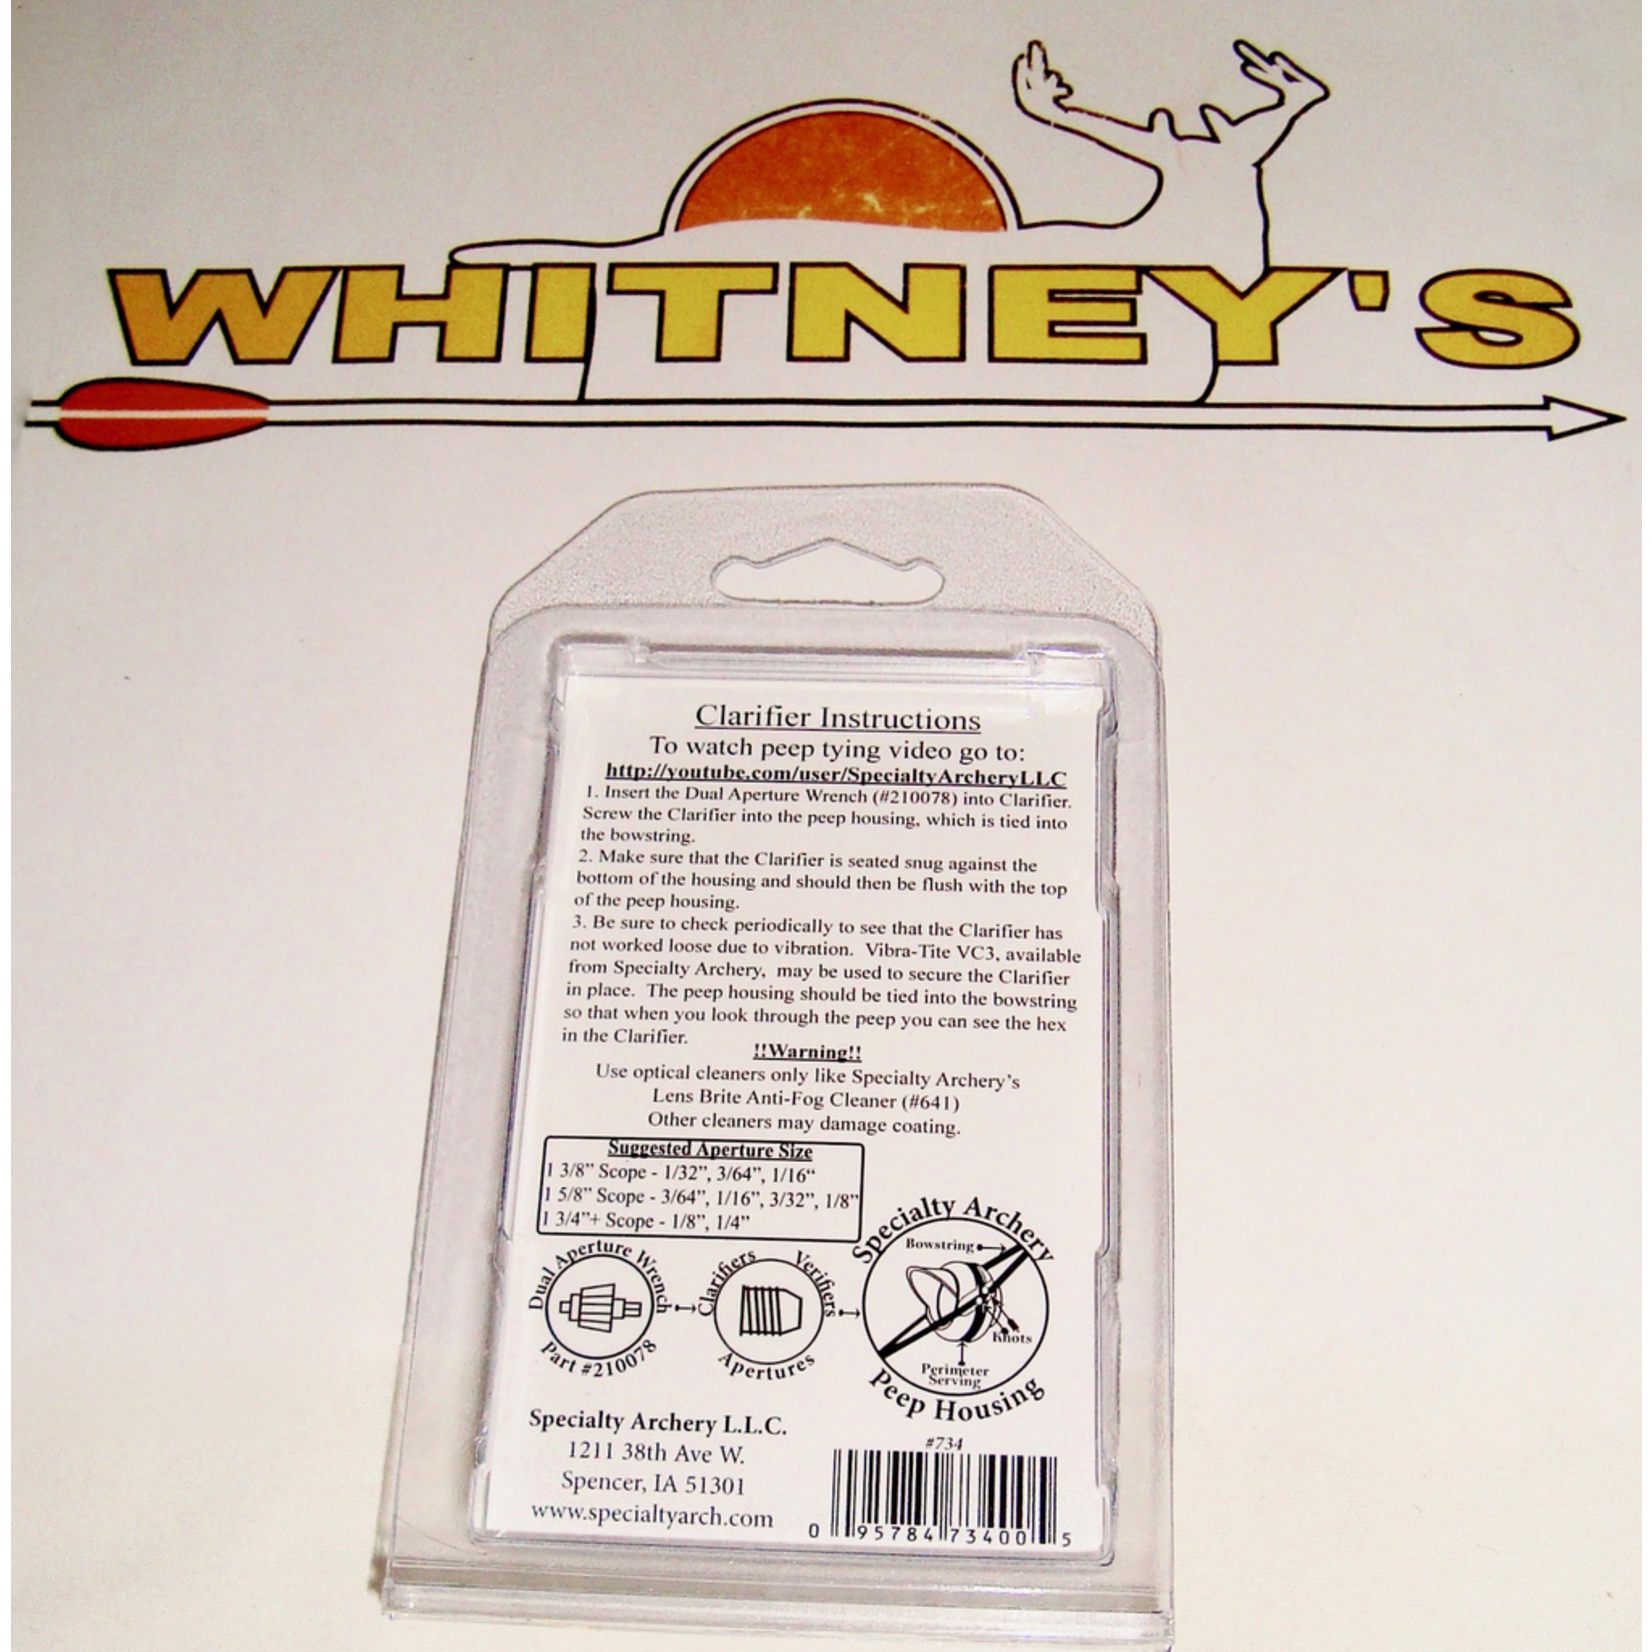 WHITNEY'S
Clarifier Instructions
To watch peep tying video go to:
http://youtube.com/user/SpecialtyArcheryLLC
1. Insert the Dual Aperture Wrench (#210078) into Clarifier.
Screw the Clarifier into the peep housing, which is tied into
the bowstring.
2. Make sure that the Clarifier is seated snug against the
bottom of the housing and should then be flush with the top
of the peep housing.
3. Be sure to check periodically to see that the Clarifier has
not worked loose due to vibration.  Vibra-Tite VC3, available
from Specialty Archery,  may be used to secure the Clarifier
in place.  The peep housing should be tied into the bowstring
so that when you look through the peep you can see the hex
in the Clarifier.
!!Warning!!
Use optical cleaners only like Specialty Archery's
Lens Brite Anti-Fog Cleaner (#641)
Other cleaners may damage coating.
Suggested Aperture Size
1 3/8" Scope - 1/32", 3/64", 1/16"
1 5/8" Scope - 3/64", 1/16", 3/32", 1/8"
1 3/4"+ Scope - 1/8", 1/4"
Dual Aperture Wrench
Part #210078
Clarifiers Verifiers
Apertures
Specialty Archery
Bowstring
Knots
Perimeter
Serving
Peep Housing
Specialty Archery L.L.C.
1211 38th Ave W.
Spencer, IA 51301
www.specialtyarch.com
#734
0 95784 73400 5